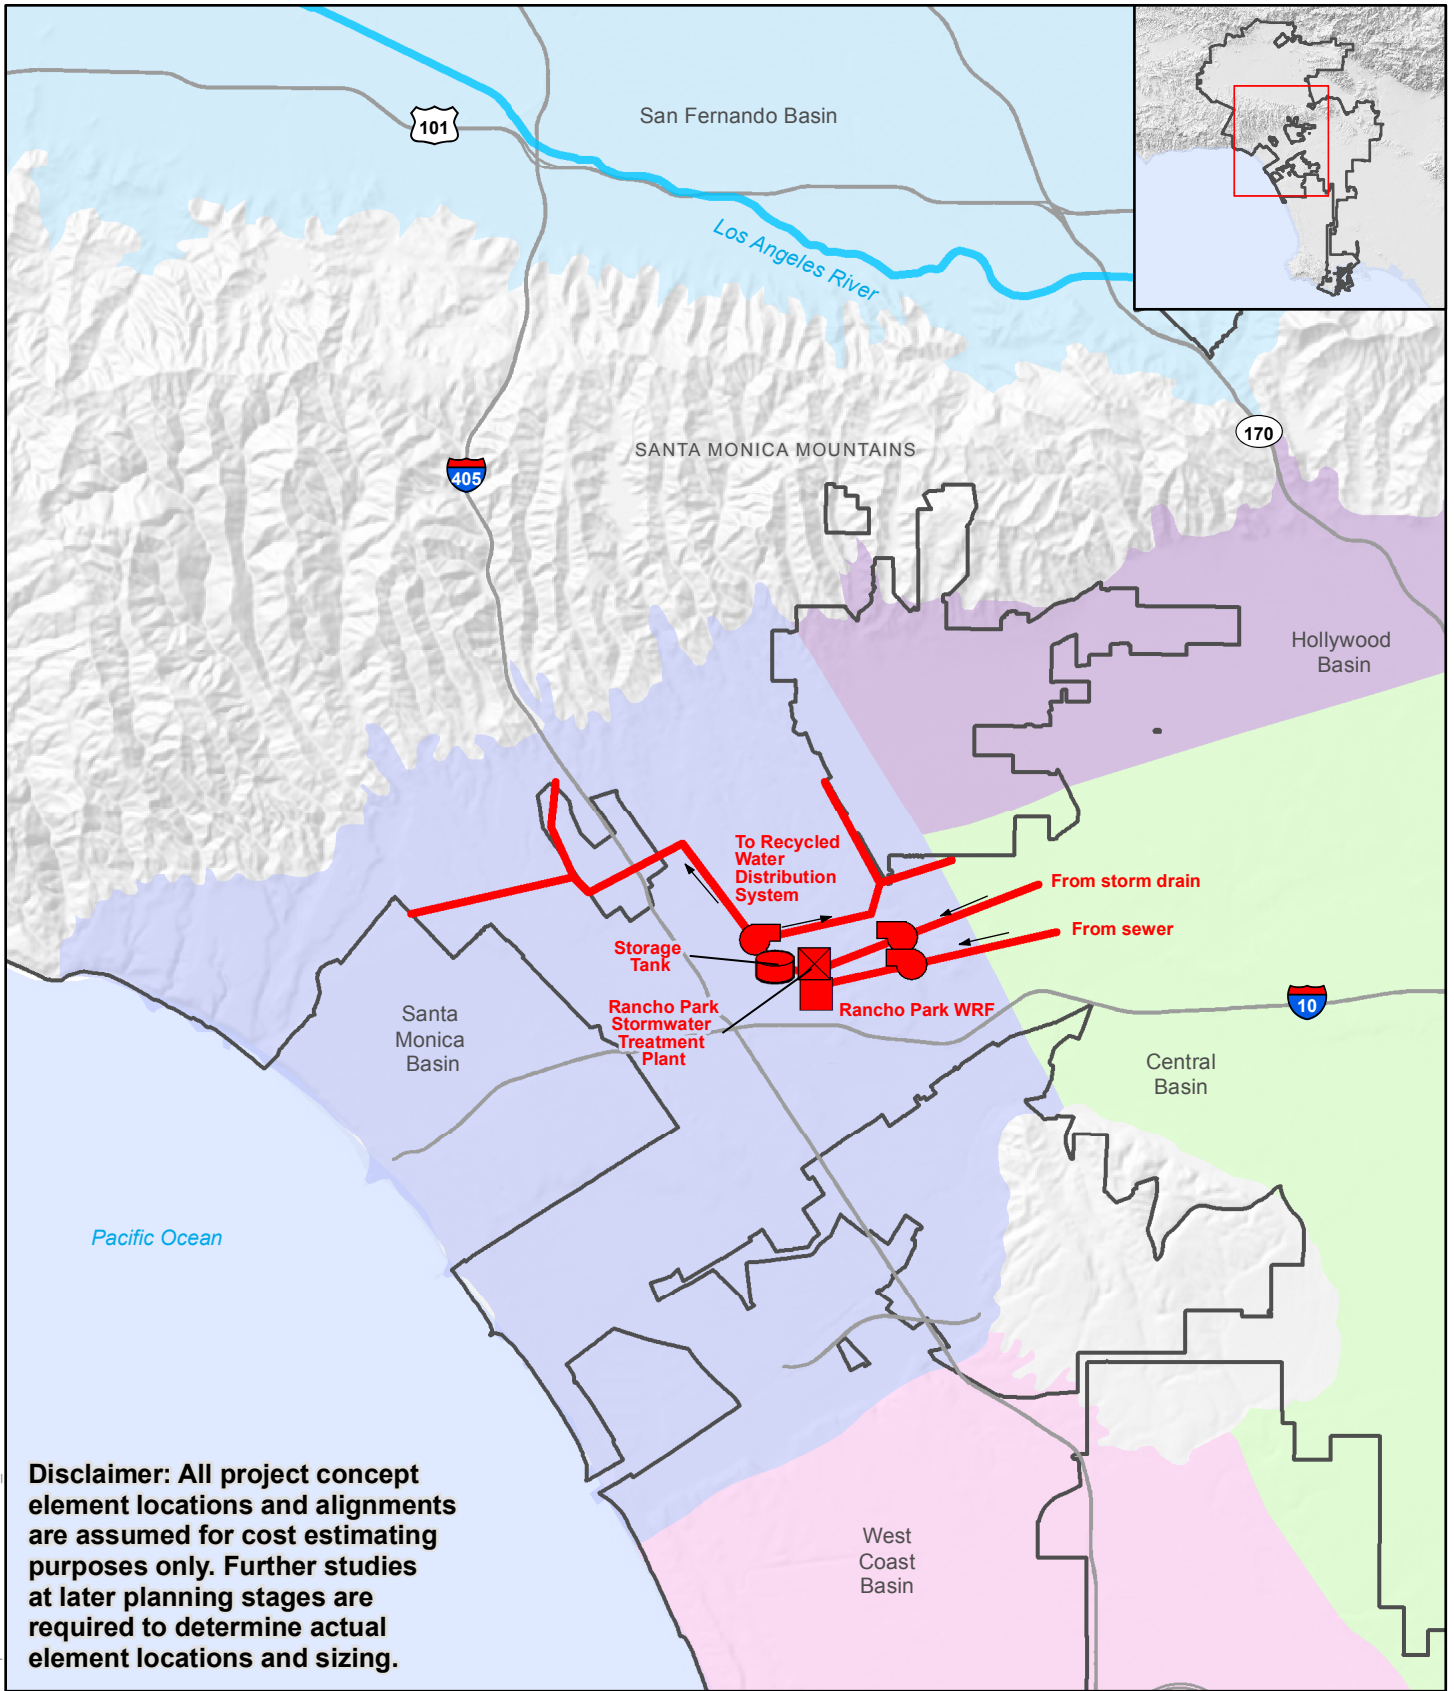 San Fernando Basin
101
Los Angeles River
170
SANTA MONICA MOUNTAINS
405
Hollywood
Basin
To Recycled
Water
Distribution
System
From storm drain
From sewer
Storage
Tank
Rancho Park
Stormwater
Treatment
Plant
Rancho Park WRF
10
Santa
Monica
Basin
Central
Basin
Pacific Ocean
Disclaimer: All project concept
element locations and alignments
are assumed for cost estimating
purposes only. Further studies
at later planning stages are
required to determine actual
element locations and sizing.
West
Coast
Basin